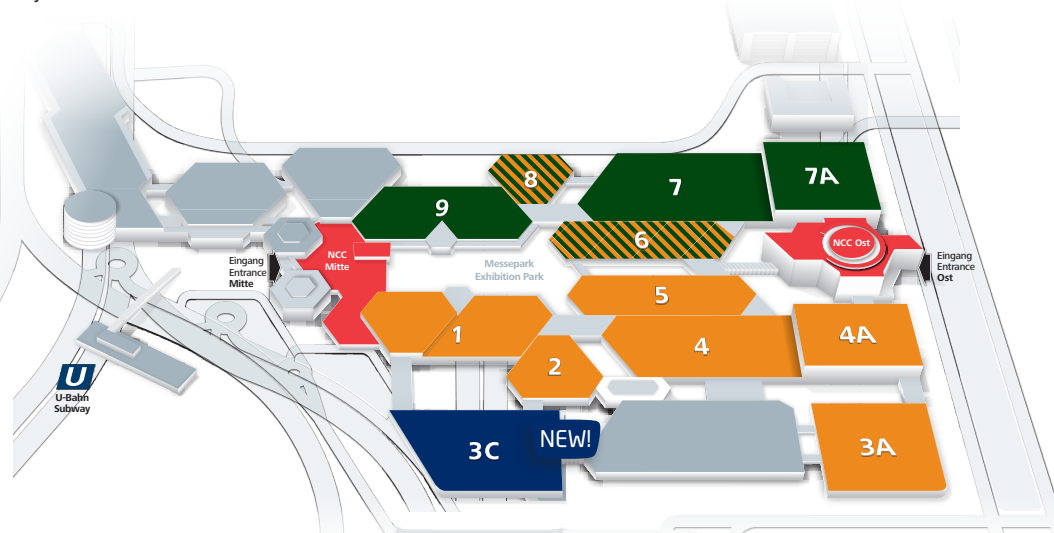 8
7
7A
9
6
NCC Ost
NCC
Mitte
Eingang
Entrance
Mitte
Messepark
Exhibition Park
Eingang
Entrance
Ost
5
1
4
4A
2
U
U-Bahn
Subway
3C
NEW!
3A